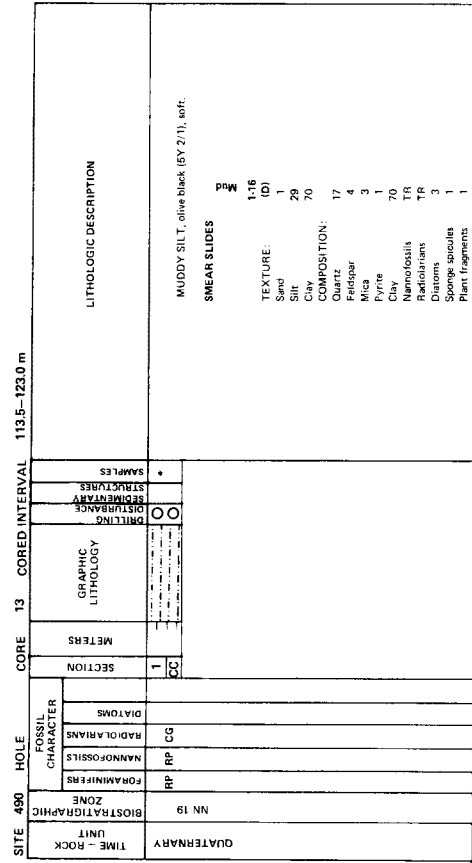 SITE 490 HOLE CORE 13 CORED INTERVAL 113.5–123.0 m
TIME – ROCK UNIT
BIOSTRATIGRAPHIC ZONE
FOSSIL CHARACTER
FORAMINIFERS
NANNOFOSSILS
RADIOLARIANS
DIATOMS
SECTION
METERS
GRAPHIC LITHOLOGY
DRILLING DISTURBANCE
SEDIMENTARY STRUCTURES
SAMPLES
LITHOLOGIC DESCRIPTION
QUATERNARY
NN 19
RP
RP
CG
1
CC
*
MUDDY SILT, olive black (5Y 2/1), soft.
SMEAR SLIDES
Mud
1-16
(D)
TEXTURE:
Sand 1
Silt 29
Clay 70
COMPOSITION:
Quartz 17
Feldspar 4
Mica 3
Pyrite 1
Clay 70
Nannofossils TR
Radiolarians TR
Diatoms 3
Sponge spicules 1
Plant fragments 1